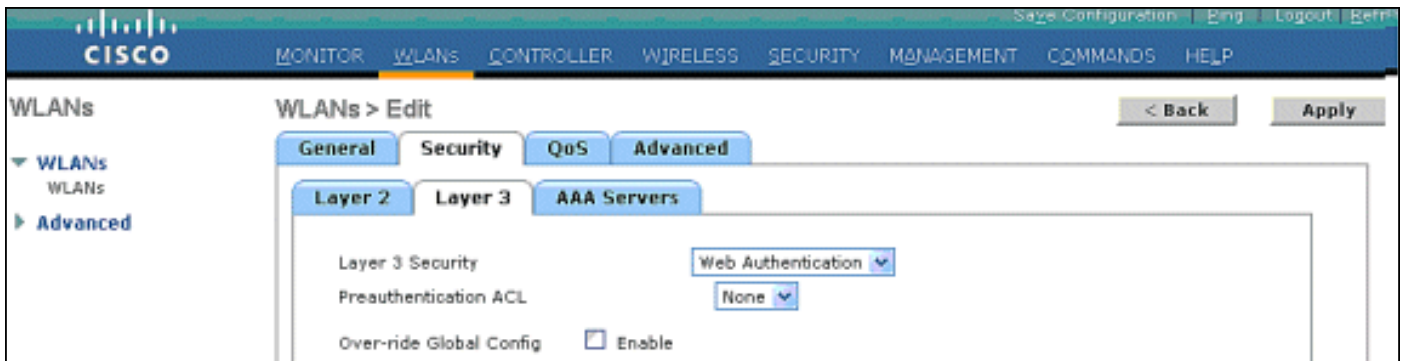 Save Configuration | Ping | Logout | Refr
CISCO
MONITOR WLANs CONTROLLER WIRELESS SECURITY MANAGEMENT COMMANDS HELP
WLANs
WLANs > Edit
< Back
Apply
General Security QoS Advanced
WLANs
WLANs
Advanced
Layer 2 Layer 3 AAA Servers
Layer 3 Security Web Authentication
Preauthentication ACL None
Over-ride Global Config Enable